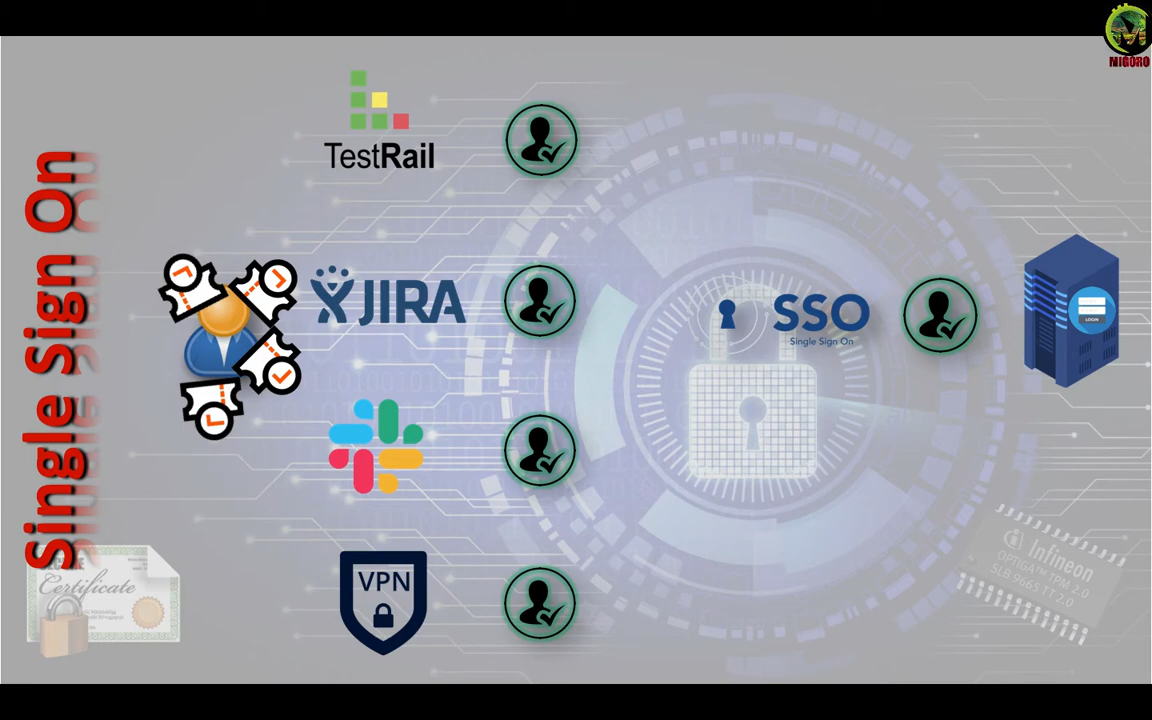 MIGORO
Single Sign On
TestRail
JIRA
SSO
Single Sign On
LOGIN
VPN
Certificate
Infineon
OPTIGA™ TPM 2.0
SLB 9665 TT 2.0